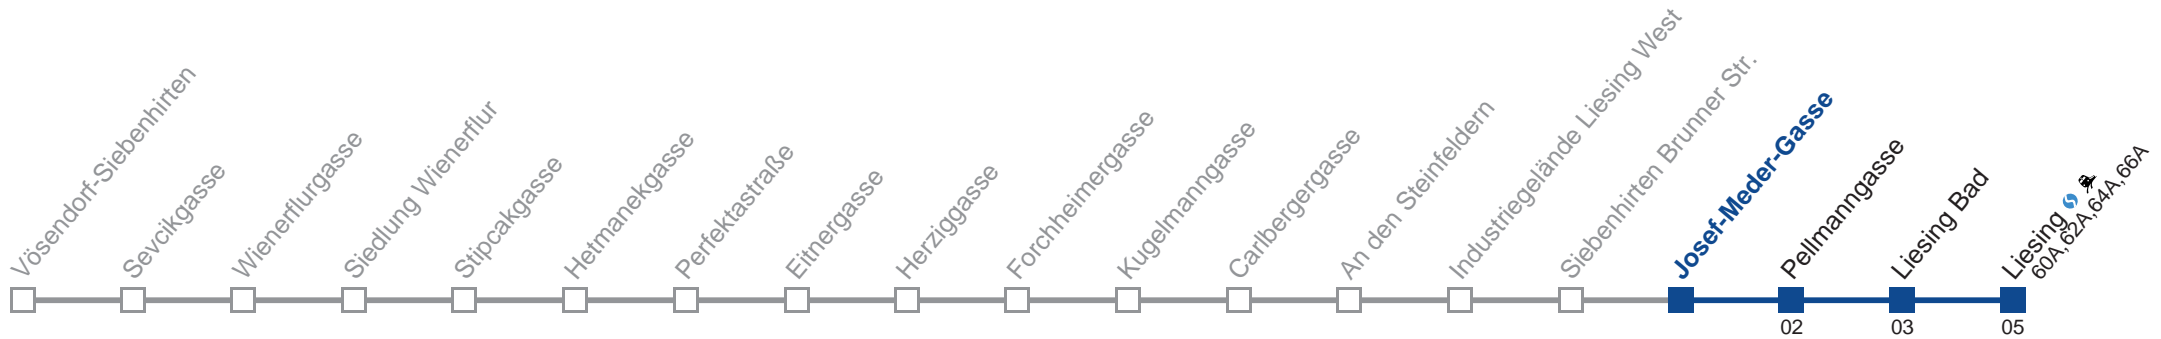 Vösendorf-Siebenhirten
Sevcikgasse
Wienerflurgasse
Siedlung Wienerflur
Stipcakgasse
Hetmanekgasse
Perfektastraße
Eitnergasse
Herziggasse
Forchheimergasse
Kugelmanngasse
Carlbergergasse
An den Steinfeldern
Industriegelände Liesing West
Siebenhirten Brunner Str.
Josef-Meder-Gasse
Pellmanngasse
Liesing Bad
Liesing
60A,62A,64A,66A
02
03
05